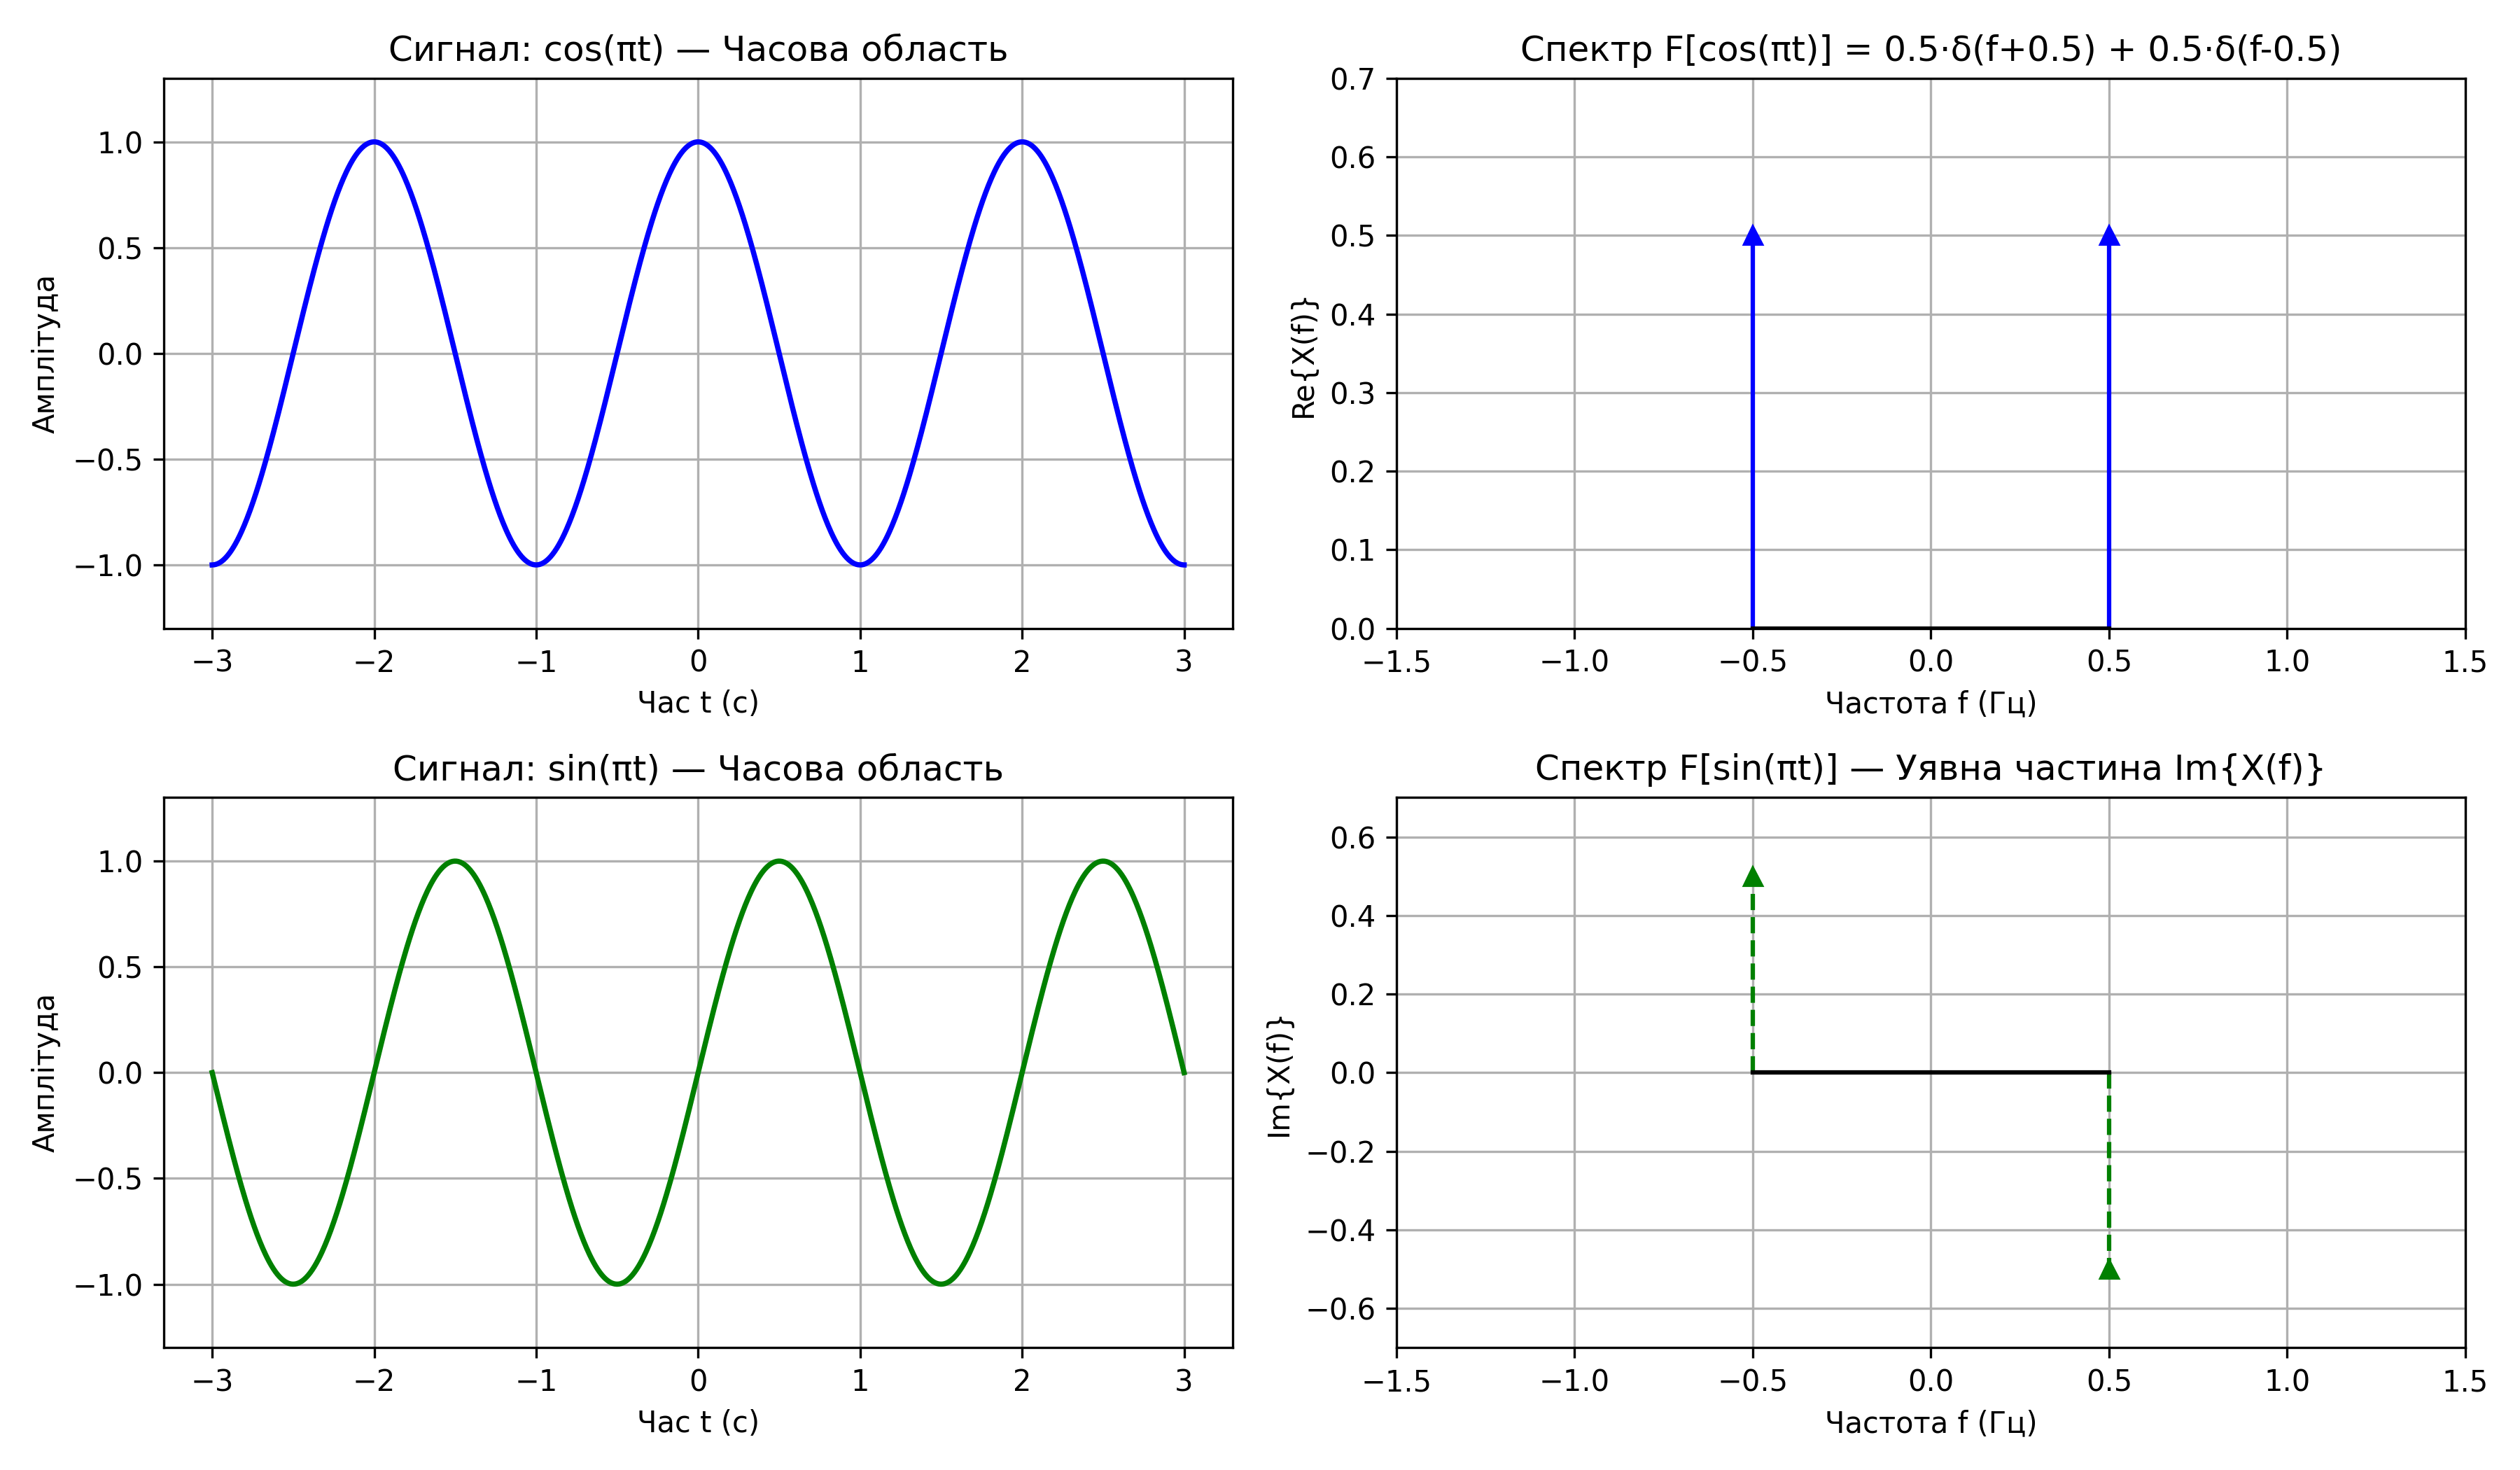 Сигнал: cos(πt) — Часова область
Амплітуда
1.0
0.5
0.0
−0.5
−1.0
−3 −2 −1 0 1 2 3
Час t (с)
Спектр F[cos(πt)] = 0.5·δ(f+0.5) + 0.5·δ(f-0.5)
Re{X(f)}
0.7
0.6
0.5
0.4
0.3
0.2
0.1
0.0
−1.5 −1.0 −0.5 0.0 0.5 1.0 1.5
Частота f (Гц)
Сигнал: sin(πt) — Часова область
Амплітуда
1.0
0.5
0.0
−0.5
−1.0
−3 −2 −1 0 1 2 3
Час t (с)
Спектр F[sin(πt)] — Уявна частина Im{X(f)}
Im{X(f)}
0.6
0.4
0.2
0.0
−0.2
−0.4
−0.6
−1.5 −1.0 −0.5 0.0 0.5 1.0 1.5
Частота f (Гц)